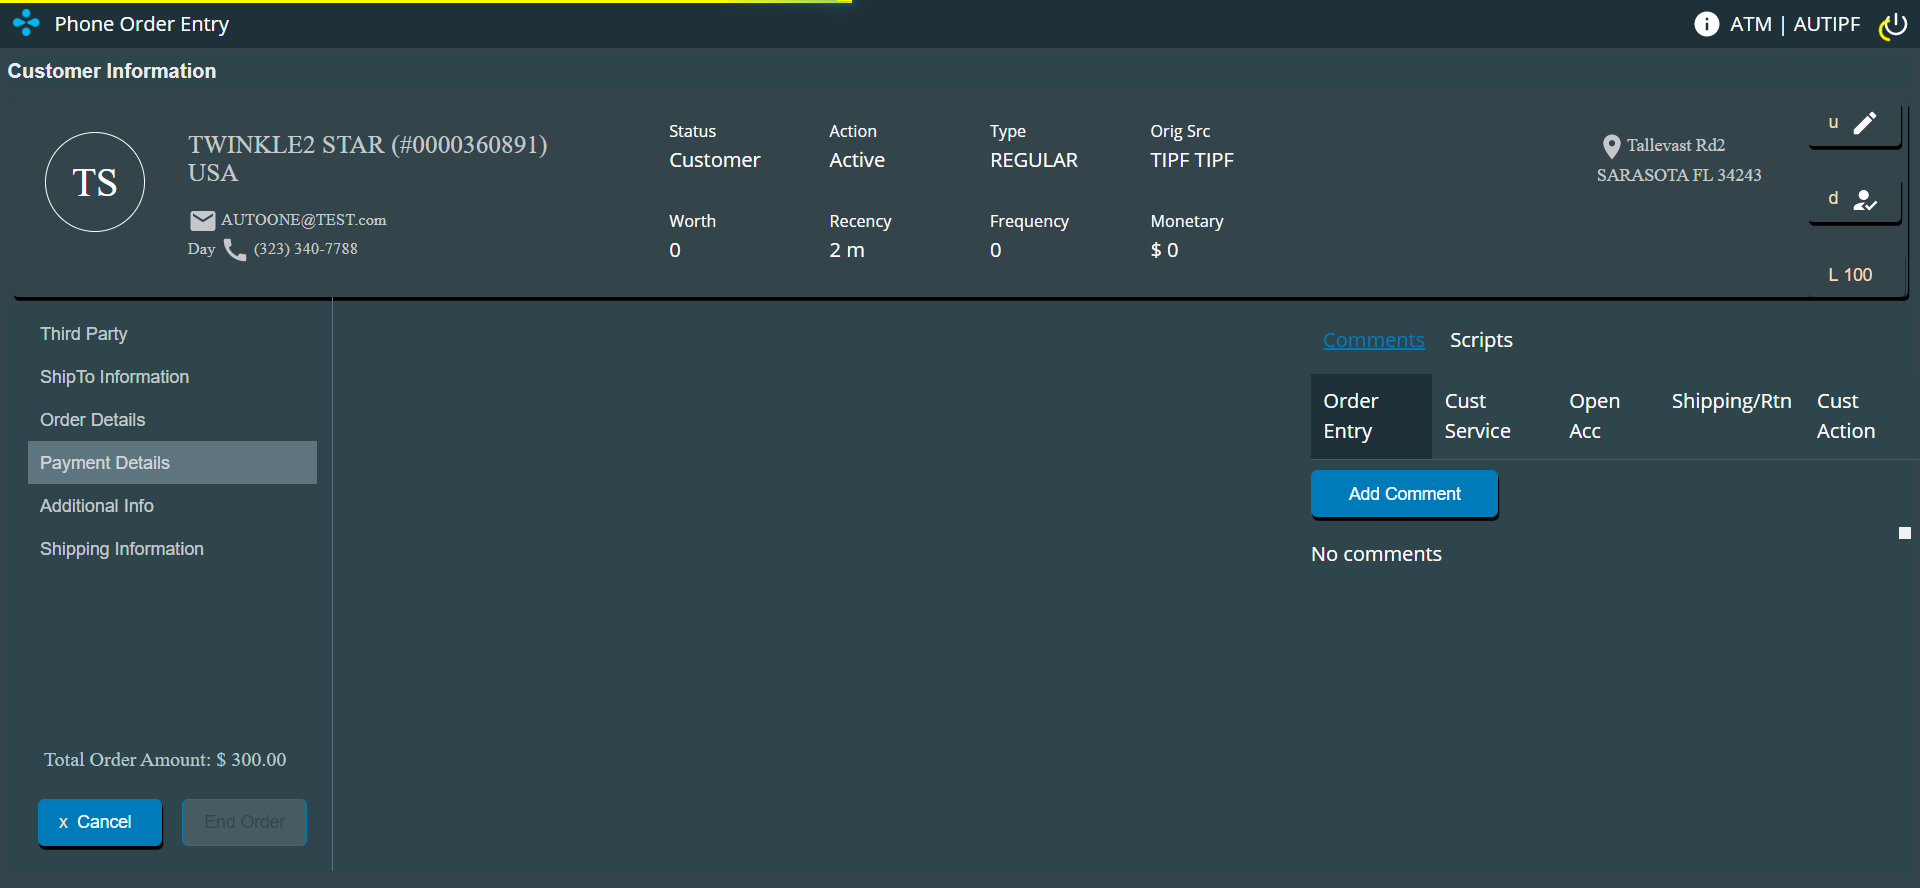 Phone Order Entry
ATM | AUTIPF
Customer Information
TS
TWINKLE2 STAR (#0000360891)
USA
AUTOONE@TEST.com
Day (323) 340-7788
Status
Customer
Action
Active
Type
REGULAR
Orig Src
TIPF TIPF
Worth
0
Recency
2 m
Frequency
0
Monetary
$ 0
Tallevast Rd2
SARASOTA FL 34243
u
d
L 100
Third Party
ShipTo Information
Order Details
Payment Details
Additional Info
Shipping Information
Total Order Amount: $ 300.00
x Cancel
End Order
Comments
Scripts
Order
Entry
Cust
Service
Open
Acc
Shipping/Rtn
Cust
Action
Add Comment
No comments